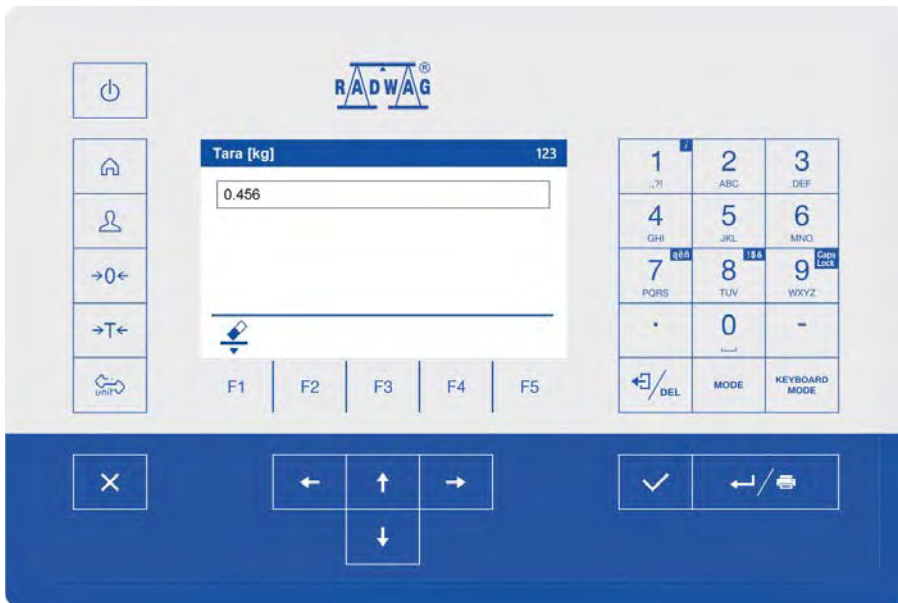 RADWAG®
Tara [kg] 123
0.456
F1 F2 F3 F4 F5
→0←
→T←
unit
1 i
.,?!
2
ABC
3
DEF
4
GHI
5
JKL
6
MNO
7 ąęñ
PQRS
8 !$&
TUV
9 Caps Lock
WXYZ
.
0
-
DEL
MODE
KEYBOARD MODE